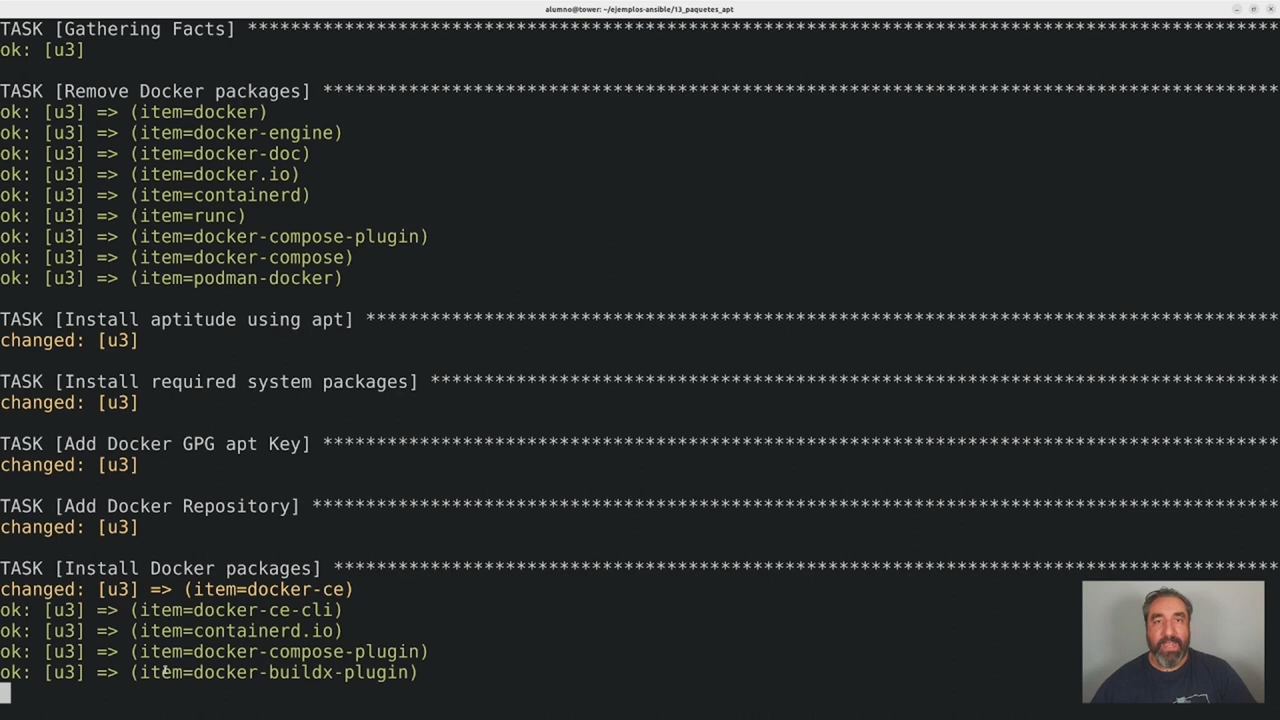 alumno@tower: ~/ejemplos-ansible/13_paquetes_apt
TASK [Gathering Facts] *************************************************************************************************
ok: [u3]
TASK [Remove Docker packages] ******************************************************************************************
ok: [u3] => (item=docker)
ok: [u3] => (item=docker-engine)
ok: [u3] => (item=docker-doc)
ok: [u3] => (item=docker.io)
ok: [u3] => (item=containerd)
ok: [u3] => (item=runc)
ok: [u3] => (item=docker-compose-plugin)
ok: [u3] => (item=docker-compose)
ok: [u3] => (item=podman-docker)
TASK [Install aptitude using apt] **************************************************************************************
changed: [u3]
TASK [Install required system packages] ********************************************************************************
changed: [u3]
TASK [Add Docker GPG apt Key] ******************************************************************************************
changed: [u3]
TASK [Add Docker Repository] *******************************************************************************************
changed: [u3]
TASK [Install Docker packages] *****************************************************************************************
changed: [u3] => (item=docker-ce)
ok: [u3] => (item=docker-ce-cli)
ok: [u3] => (item=containerd.io)
ok: [u3] => (item=docker-compose-plugin)
ok: [u3] => (item=docker-buildx-plugin)